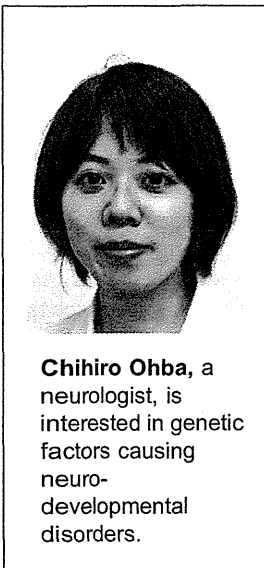 Chihiro Ohba, a
neurologist, is
interested in genetic
factors causing
neuro-
developmental
disorders.